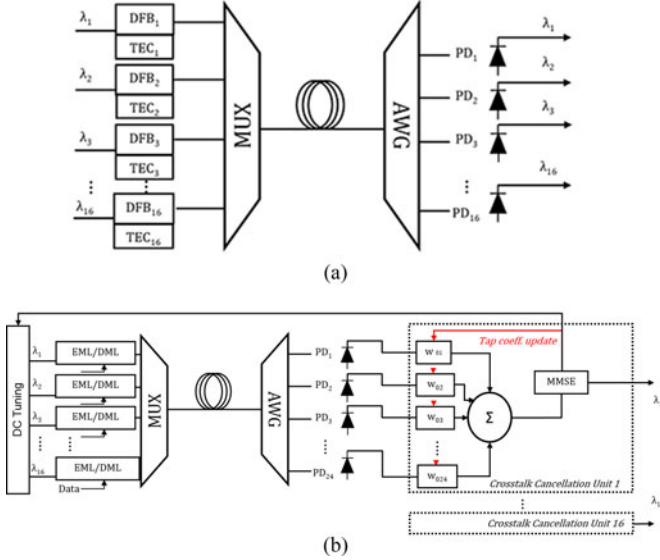 λ₁ DFB₁
TEC₁
λ₂ DFB₂
TEC₂
λ₃ DFB₃
TEC₃
λ₁₆ DFB₁₆
TEC₁₆
MUX
AWG
PD₁ λ₁
PD₂ λ₂
PD₃ λ₃
PD₁₆ λ₁₆
(a)
DC Tuning
λ₁ EML/DML
λ₂ EML/DML
λ₃ EML/DML
λ₁₆ EML/DML
Data
MUX
AWG
PD₁
PD₂
PD₃
PD₂₄
W₀₁
W₀₂
W₀₃
W₀₂₄
Tap coeff. update
Σ
MMSE
λ
Crosstalk Cancellation Unit 1
Crosstalk Cancellation Unit 16
λ₁
(b)